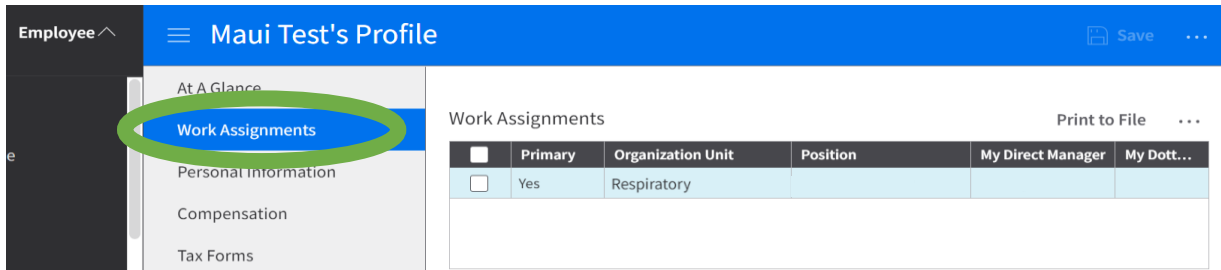 Employee
Maui Test's Profile
Save
...
At A Glance
Work Assignments
Personal Information
Compensation
Tax Forms
e
Work Assignments
Print to File
...
Primary Organization Unit Position My Direct Manager My Dott...
Yes Respiratory